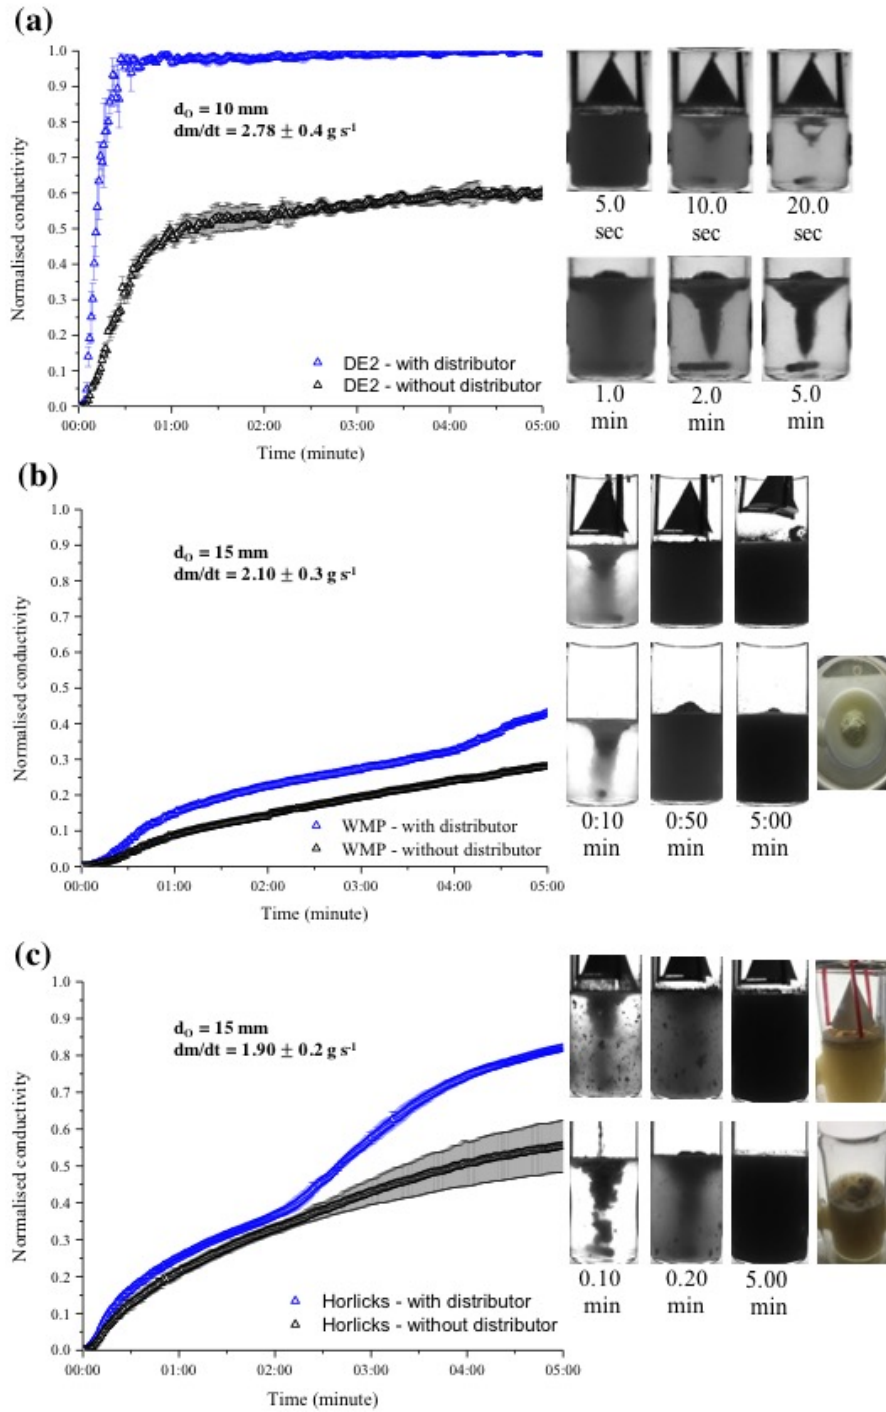 (a)
1.0
0.9
0.8
0.7
0.6
0.5
0.4
0.3
0.2
0.1
0.0
Normalised conductivity
dO = 10 mm
dm/dt = 2.78 ± 0.4 g s-1
DE2 - with distributor
DE2 - without distributor
00:00 01:00 02:00 03:00 04:00 05:00
Time (minute)
5.0 10.0 20.0
sec sec sec
1.0 2.0 5.0
min min min
(b)
1.0
0.9
0.8
0.7
0.6
0.5
0.4
0.3
0.2
0.1
0.0
Normalised conductivity
dO = 15 mm
dm/dt = 2.10 ± 0.3 g s-1
WMP - with distributor
WMP - without distributor
00:00 01:00 02:00 03:00 04:00 05:00
Time (minute)
0:10 0:50 5:00
min min min
(c)
1.0
0.9
0.8
0.7
0.6
0.5
0.4
0.3
0.2
0.1
0.0
Normalised conductivity
dO = 15 mm
dm/dt = 1.90 ± 0.2 g s-1
Horlicks - with distributor
Horlicks - without distributor
00:00 01:00 02:00 03:00 04:00 05:00
Time (minute)
0.10 0.20 5.00
min min min